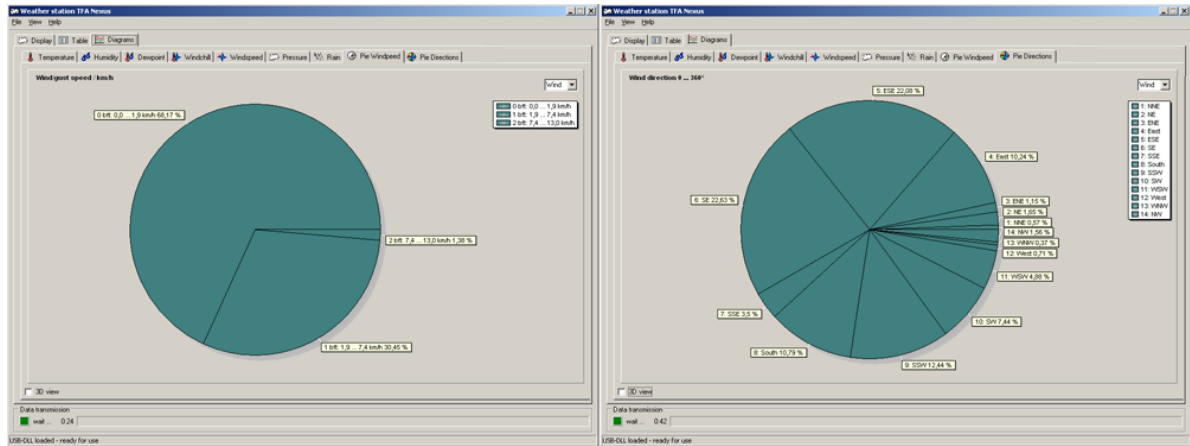 Weather station TFA Nexus
File View Help
Display Table Diagrams
Temperature Humidity Dewpoint Windchill Windspeed Pressure Rain Pie Windspeed Pie Directions
Wind/gust speed / km/h
Wind
0 bft: 0,0 ... 1,9 km/h
1 bft: 1,9 ... 7,4 km/h
2 bft: 7,4 ... 13,0 km/h
0 bft: 0,0 ... 1,9 km/h 68,17 %
2 bft: 7,4 ... 13,0 km/h 1,38 %
1 bft: 1,9 ... 7,4 km/h 30,45 %
3D view
Data transmission
wait ... 0:24
USB-DLL loaded - ready for use
Weather station TFA Nexus
File View Help
Display Table Diagrams
Temperature Humidity Dewpoint Windchill Windspeed Pressure Rain Pie Windspeed Pie Directions
Wind direction 0 ... 360°
Wind
1: NNE
2: NE
3: ENE
4: East
5: ESE
6: SE
7: SSE
8: South
9: SSW
10: SW
11: WSW
12: West
13: WNW
14: NW
5: ESE 22,08 %
4: East 10,24 %
6: SE 22,63 %
3: ENE 1,15 %
2: NE 1,65 %
1: NNE 0,57 %
14: NW 1,56 %
13: WNW 0,37 %
12: West 0,71 %
11: WSW 4,88 %
7: SSE 3,5 %
10: SW 7,44 %
8: South 10,79 %
9: SSW 12,44 %
3D view
Data transmission
wait ... 0:42
USB-DLL loaded - ready for use